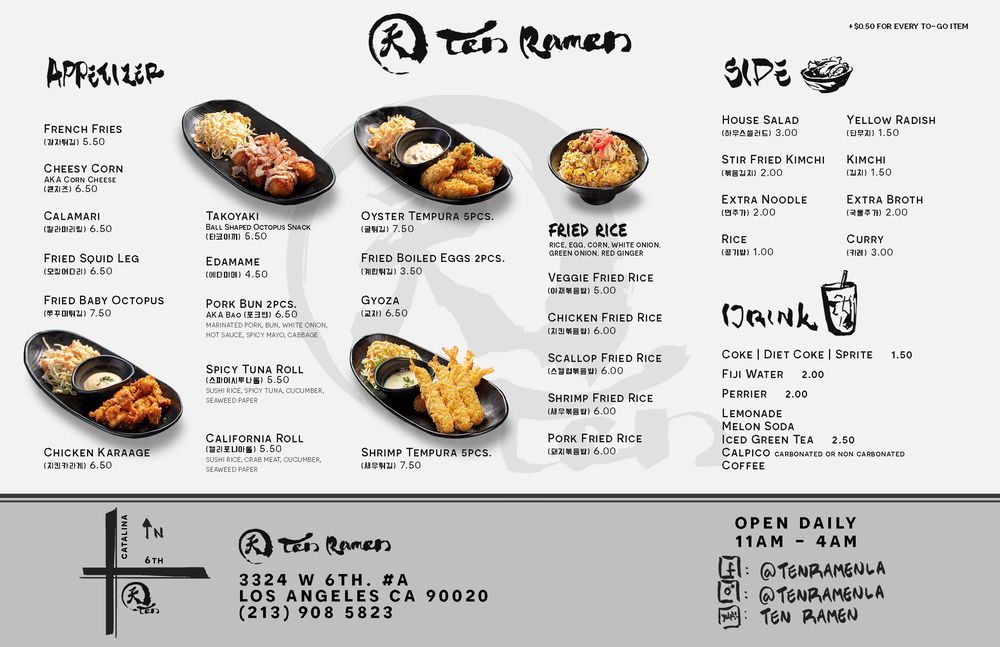 天 Ten Ramen
+$0.50 FOR EVERY TO-GO ITEM
APPETIZER
FRENCH FRIES
(감자튀김) 5.50
CHEESY CORN
AKA CORN CHEESE
(콘치즈) 6.50
CALAMARI
(칼라마리링) 6.50
FRIED SQUID LEG
(오징어다리) 6.50
FRIED BABY OCTOPUS
(쭈꾸미튀김) 7.50
CHICKEN KARAAGE
(치킨카라게) 6.50
TAKOYAKI
BALL SHAPED OCTOPUS SNACK
(타코야끼) 5.50
EDAMAME
(에다마메) 4.50
PORK BUN 2PCS.
AKA BAO (포크번) 6.50
MARINATED PORK, BUN, WHITE ONION,
HOT SAUCE, SPICY MAYO, CABBAGE
SPICY TUNA ROLL
(스파이시투나롤) 5.50
SUSHI RICE, SPICY TUNA, CUCUMBER,
SEAWEED PAPER
CALIFORNIA ROLL
(캘리포니아롤) 5.50
SUSHI RICE, CRAB MEAT, CUCUMBER,
SEAWEED PAPER
OYSTER TEMPURA 5PCS.
(굴튀김) 7.50
FRIED BOILED EGGS 2PCS.
(계란튀김) 3.50
GYOZA
(교자) 6.50
SHRIMP TEMPURA 5PCS.
(새우튀김) 7.50
FRIED RICE
RICE, EGG, CORN, WHITE ONION,
GREEN ONION, RED GINGER
VEGGIE FRIED RICE
(야채볶음밥) 5.00
CHICKEN FRIED RICE
(치킨볶음밥) 6.00
SCALLOP FRIED RICE
(스캘럽볶음밥) 6.00
SHRIMP FRIED RICE
(새우볶음밥) 6.00
PORK FRIED RICE
(돼지볶음밥) 6.00
SIDE
HOUSE SALAD
(하우스샐러드) 3.00
STIR FRIED KIMCHI
(볶음김치) 2.00
EXTRA NOODLE
(면추가) 2.00
RICE
(공기밥) 1.00
YELLOW RADISH
(단무지) 1.50
KIMCHI
(김치) 1.50
EXTRA BROTH
(국물추가) 2.00
CURRY
(카레) 3.00
DRINK
COKE | DIET COKE | SPRITE 1.50
FIJI WATER 2.00
PERRIER 2.00
LEMONADE
MELON SODA
ICED GREEN TEA 2.50
CALPICO CARBONATED OR NON CARBONATED
COFFEE
Ten
CATALINA
N
6TH
天 Ten
天 Ten Ramen
3324 W 6TH. #A
LOS ANGELES CA 90020
(213) 908 5823
OPEN DAILY
11AM - 4AM
f : @TENRAMENLA
: @TENRAMENLA
: TEN RAMEN